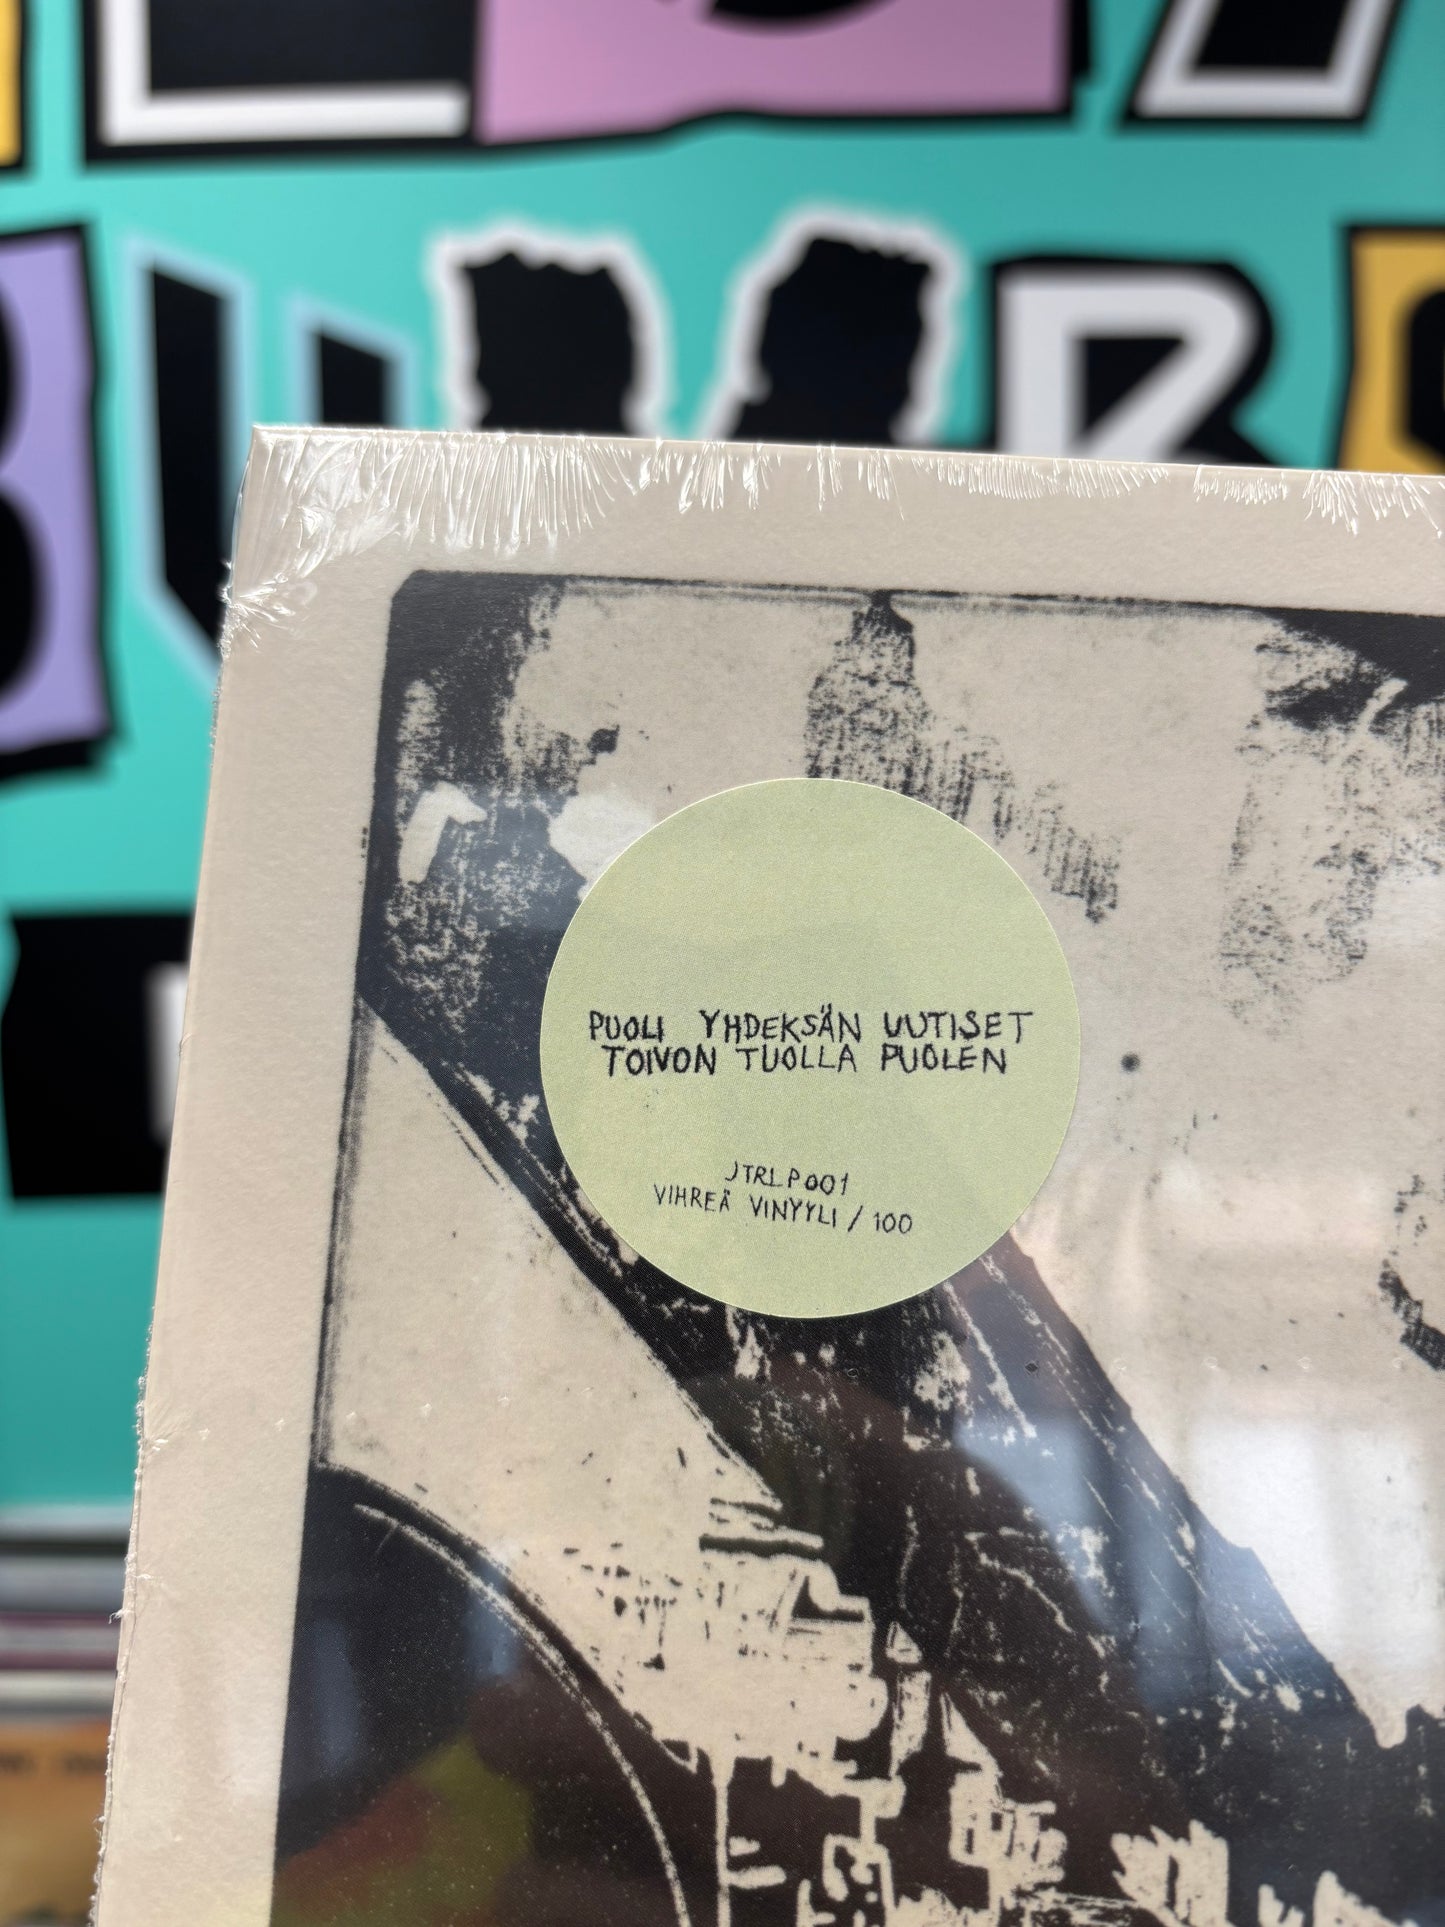 PUOLI YHDEKSÄN UUTISET
TOIVON TUOLLA PUOLEN
JTRLP001
VIHREÄ VINYYLI / 100